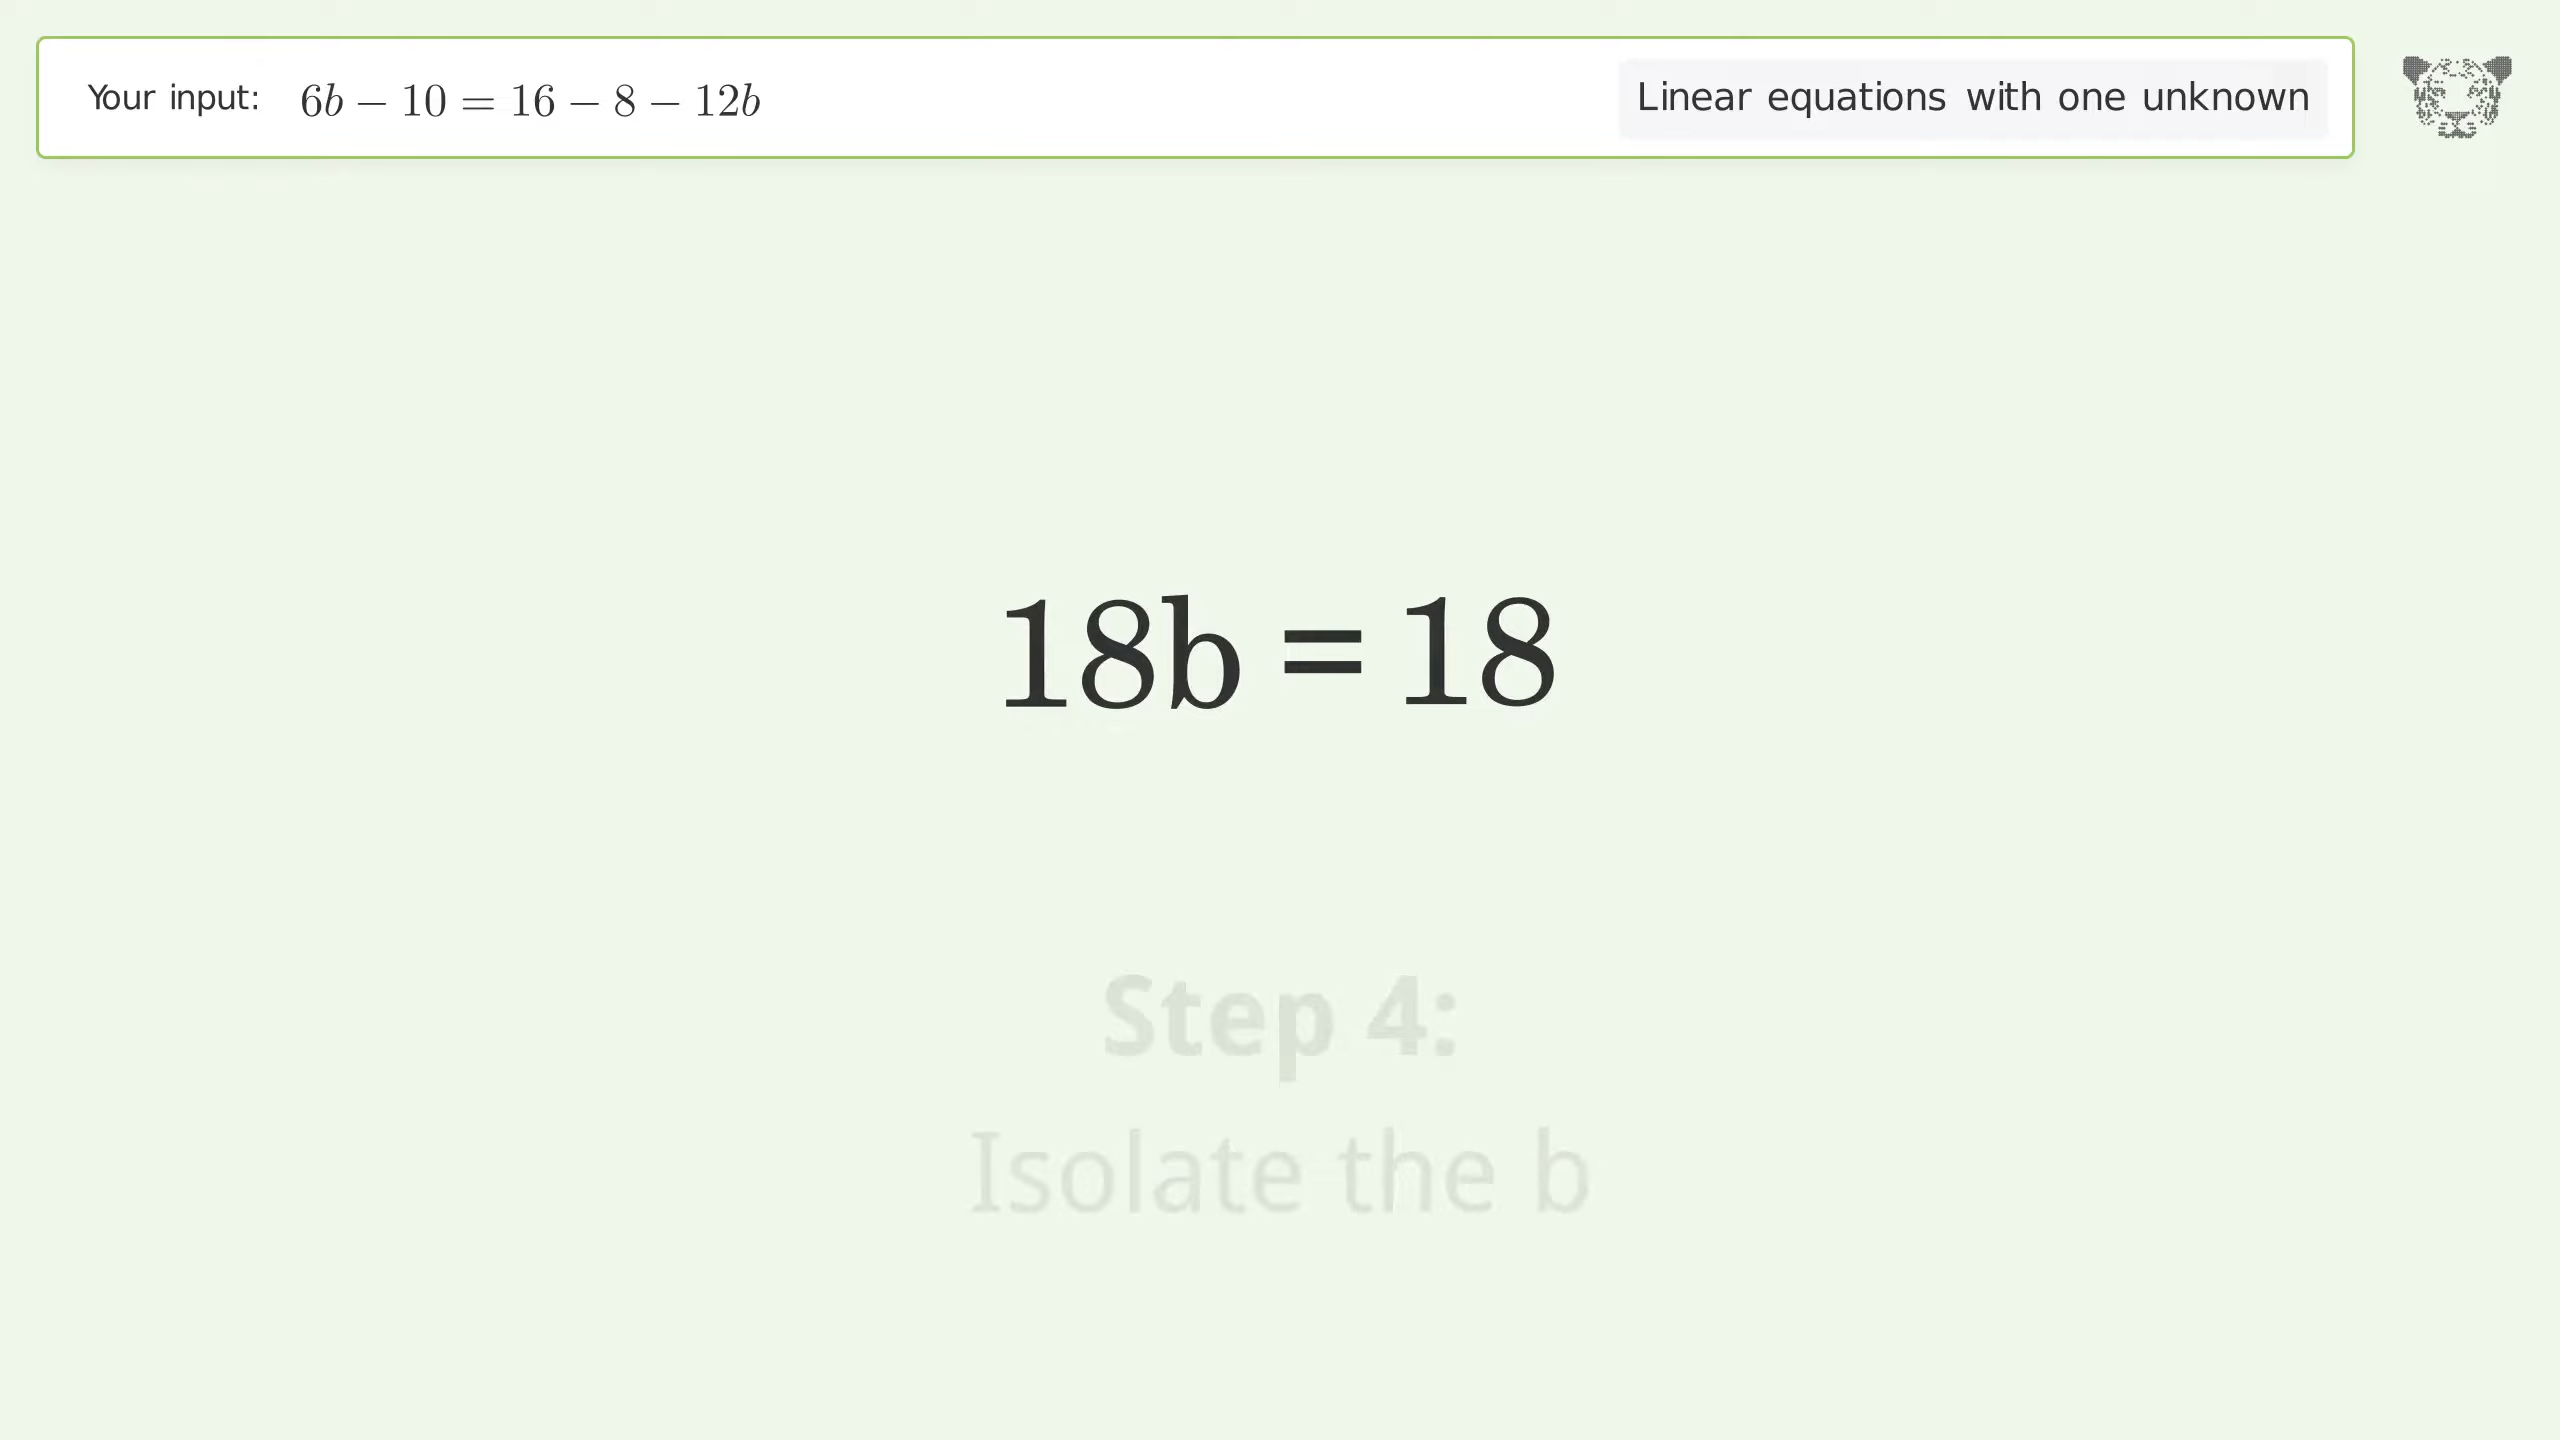 Your input: 6b − 10 = 16 − 8 − 12b
Linear equations with one unknown
18b = 18
Step 4:
Isolate the b